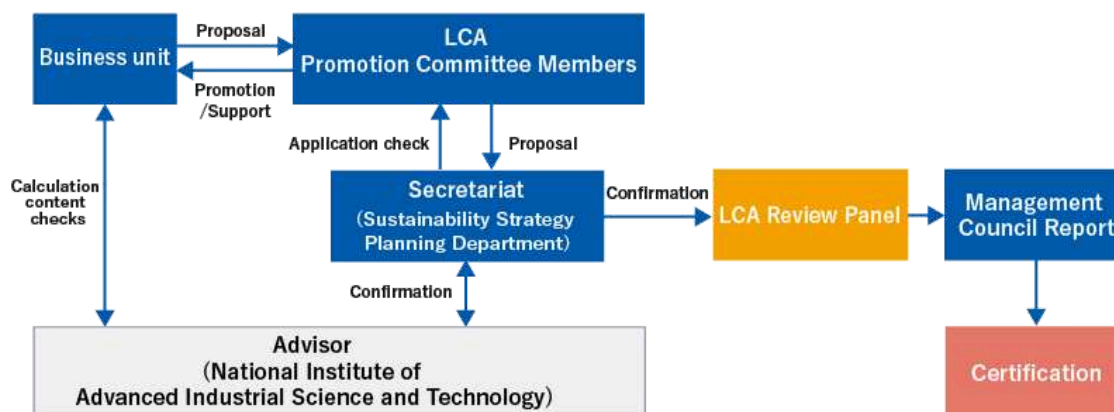 Business unit
Proposal
Promotion
/Support
LCA
Promotion Committee Members
Application check
Proposal
Calculation
content
checks
Secretariat
(Sustainability Strategy
Planning Department)
Confirmation
LCA Review Panel
Management
Council Report
Confirmation
Advisor
(National Institute of
Advanced Industrial Science and Technology)
Certification